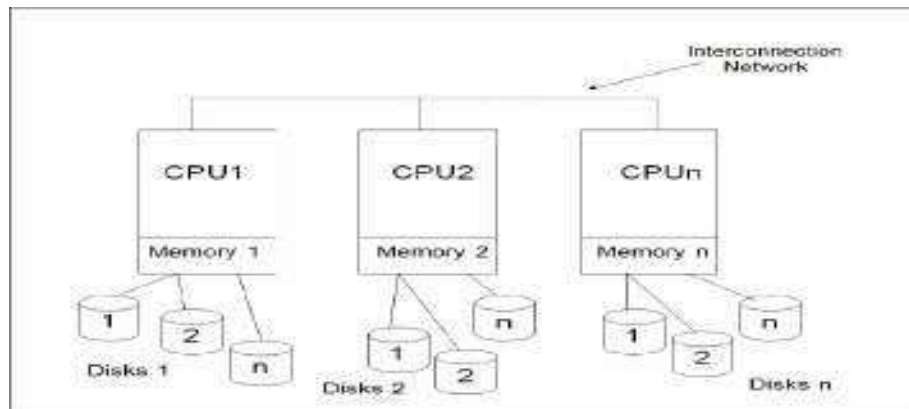 Interconnection
Network
CPU1
CPU2
CPUn
Memory 1
Memory 2
Memory n
1
2
n
Disks 1
1
2
n
Disks 2
1
2
n
Disks n